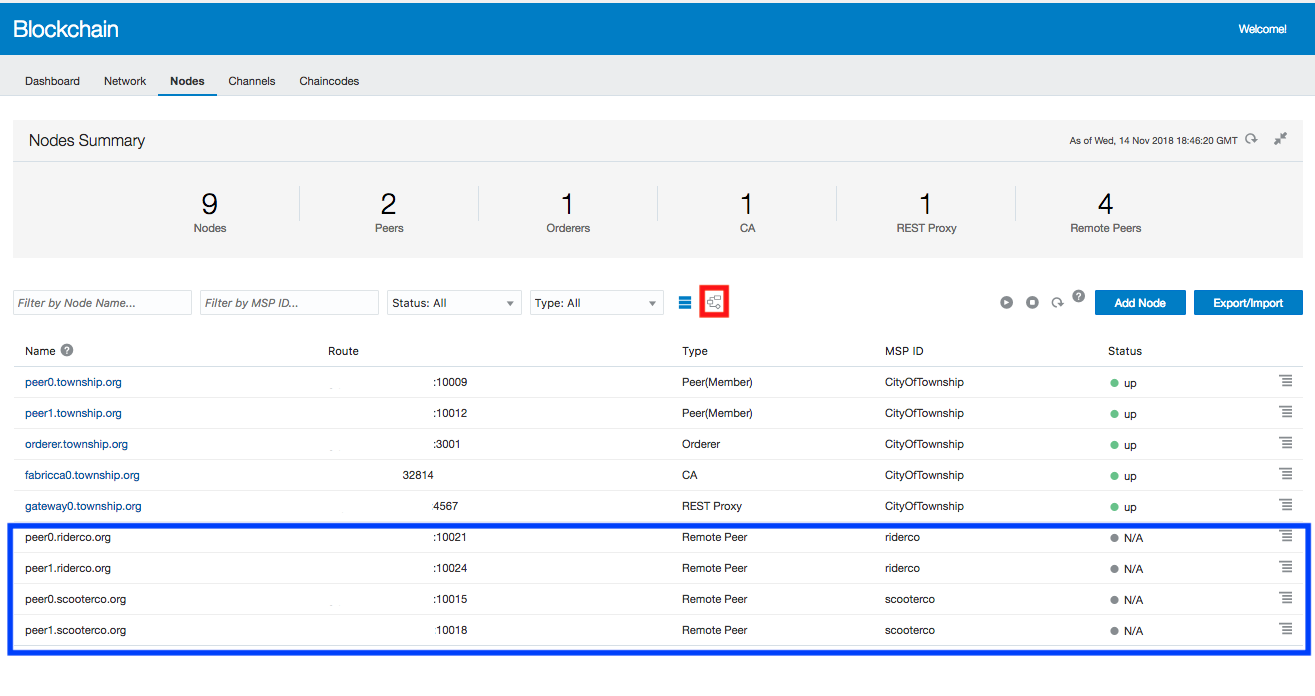 Blockchain Welcome!
Dashboard Network Nodes Channels Chaincodes
Nodes Summary As of Wed, 14 Nov 2018 18:46:20 GMT
9 2 1 1 1 4
Nodes Peers Orderers CA REST Proxy Remote Peers
Filter by Node Name... Filter by MSP ID... Status: All Type: All ? Add Node Export/Import
Name ? Route Type MSP ID Status
peer0.township.org :10009 Peer(Member) CityOfTownship up
peer1.township.org :10012 Peer(Member) CityOfTownship up
orderer.township.org :3001 Orderer CityOfTownship up
fabricca0.township.org 32814 CA CityOfTownship up
gateway0.township.org 4567 REST Proxy CityOfTownship up
peer0.riderco.org :10021 Remote Peer riderco N/A
peer1.riderco.org :10024 Remote Peer riderco N/A
peer0.scooterco.org :10015 Remote Peer scooterco N/A
peer1.scooterco.org :10018 Remote Peer scooterco N/A